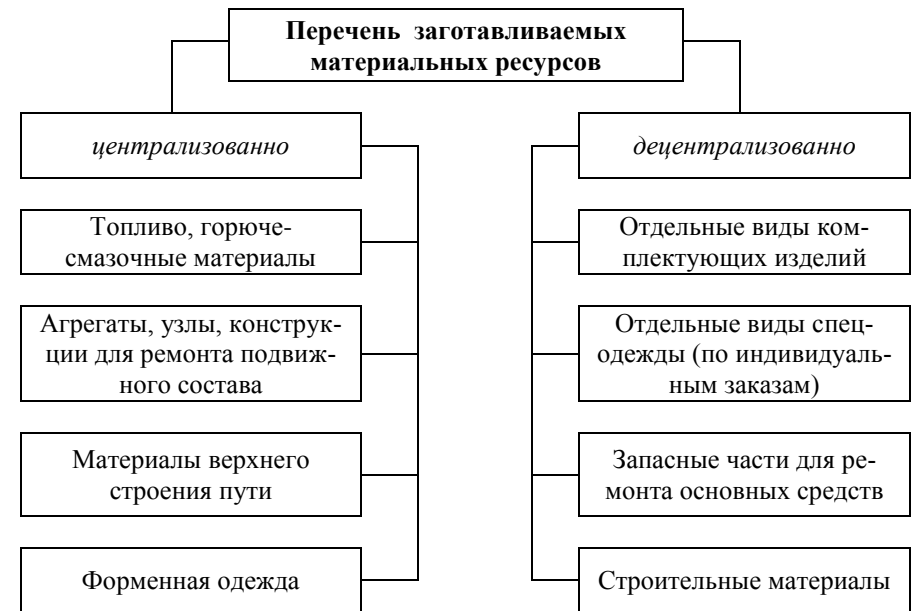 Перечень заготавливаемых
материальных ресурсов
централизованно
Топливо, горюче-
смазочные материалы
Агрегаты, узлы, конструк-
ции для ремонта подвиж-
ного состава
Материалы верхнего
строения пути
Форменная одежда
децентрализованно
Отдельные виды ком-
плектующих изделий
Отдельные виды спец-
одежды (по индивидуаль-
ным заказам)
Запасные части для ре-
монта основных средств
Строительные материалы